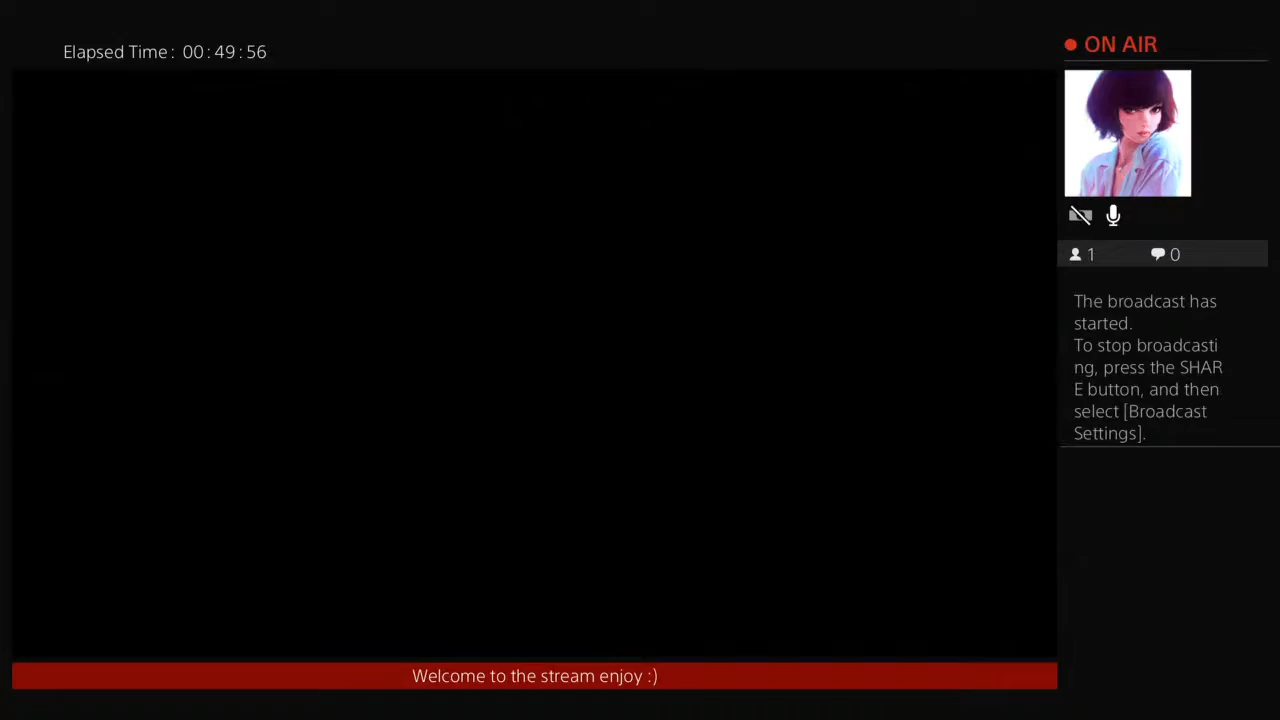 Elapsed Time: 00:49:56
ON AIR
1 0
The broadcast has
started.
To stop broadcasti
ng, press the SHAR
E button, and then
select [Broadcast
Settings].
Welcome to the stream enjoy :)